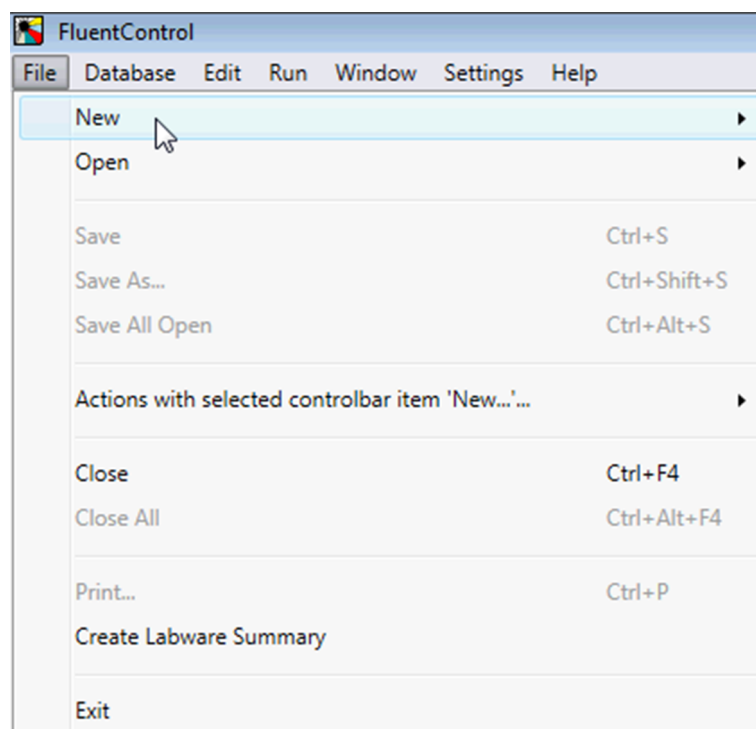 FluentControl
File Database Edit Run Window Settings Help
New
Open
Save Ctrl+S
Save As... Ctrl+Shift+S
Save All Open Ctrl+Alt+S
Actions with selected controlbar item 'New...'...
Close Ctrl+F4
Close All Ctrl+Alt+F4
Print... Ctrl+P
Create Labware Summary
Exit